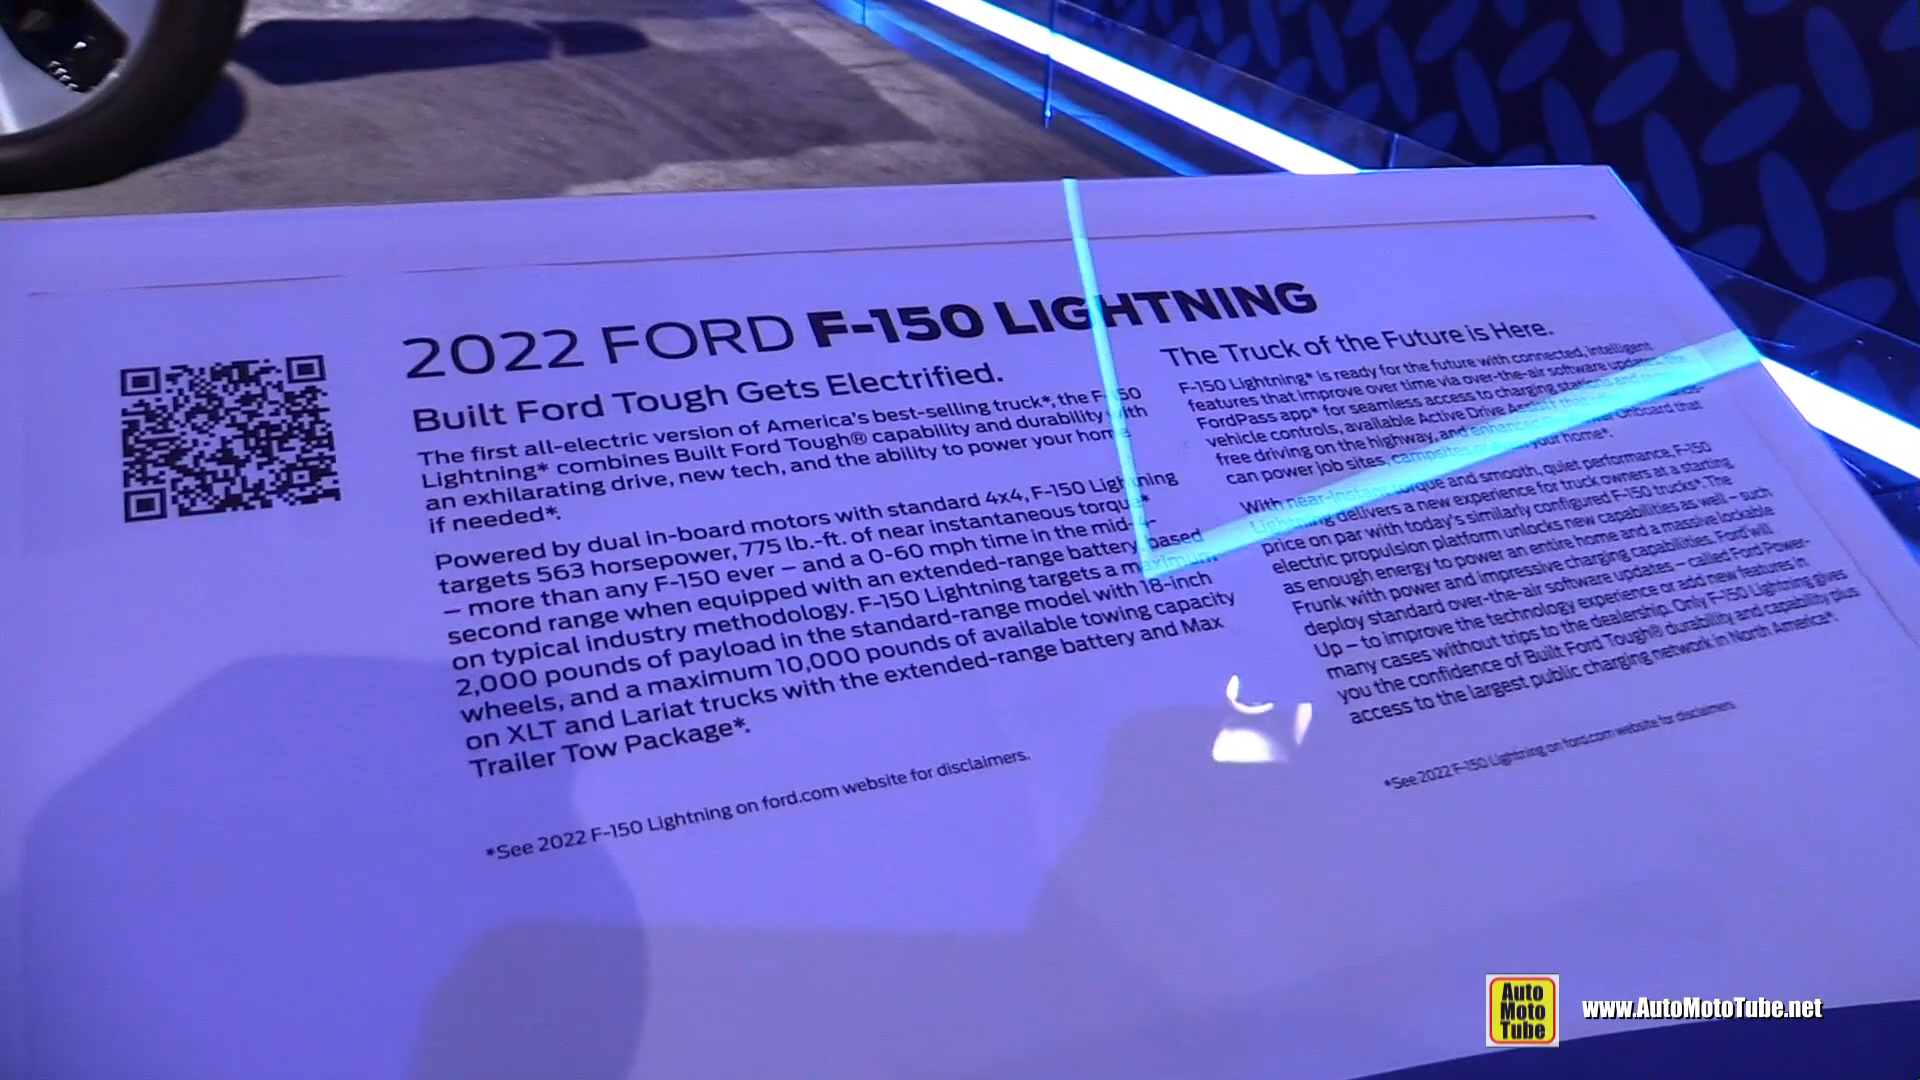 2022 FORD F-150 LIGHTNING
Built Ford Tough Gets Electrified.
The first all-electric version of America's best-selling truck*, the F-150
Lightning* combines Built Ford Tough® capability and durability with
an exhilarating drive, new tech, and the ability to power your home
if needed*.
Powered by dual in-board motors with standard 4x4, F-150 Lightning
targets 563 horsepower, 775 lb.-ft. of near instantaneous torque*
– more than any F-150 ever – and a 0-60 mph time in the mid-4-
second range when equipped with an extended-range battery based
on typical industry methodology. F-150 Lightning targets a maximum
2,000 pounds of payload in the standard-range model with 18-inch
wheels, and a maximum 10,000 pounds of available towing capacity
on XLT and Lariat trucks with the extended-range battery and Max
Trailer Tow Package*.
*See 2022 F-150 Lightning on ford.com website for disclaimers.
The Truck of the Future is Here.
F-150 Lightning* is ready for the future with connected, intelligent
features that improve over time via over-the-air software updates, the
FordPass app* for seamless access to charging stations and
vehicle controls, available Active Drive Assist
free driving on the highway, and enhanced Onboard that
can power job sites, campsites your home*.
With near-instant torque and smooth, quiet performance, F-150
Lightning delivers a new experience for truck owners at a starting
price on par with today's similarly configured F-150 trucks*. The
electric propulsion platform unlocks new capabilities as well – such
as enough energy to power an entire home and a massive lockable
Frunk with power and impressive charging capabilities. Ford will
deploy standard over-the-air software updates – called Ford Power-
Up – to improve the technology experience or add new features in
many cases without trips to the dealership. Only F-150 Lightning gives
you the confidence of Built Ford Tough® durability and capability plus
access to the largest public charging network in North America*.
*See 2022 F-150 Lightning on ford.com website for disclaimers.
Auto
Moto
Tube
www.AutoMotoTube.net